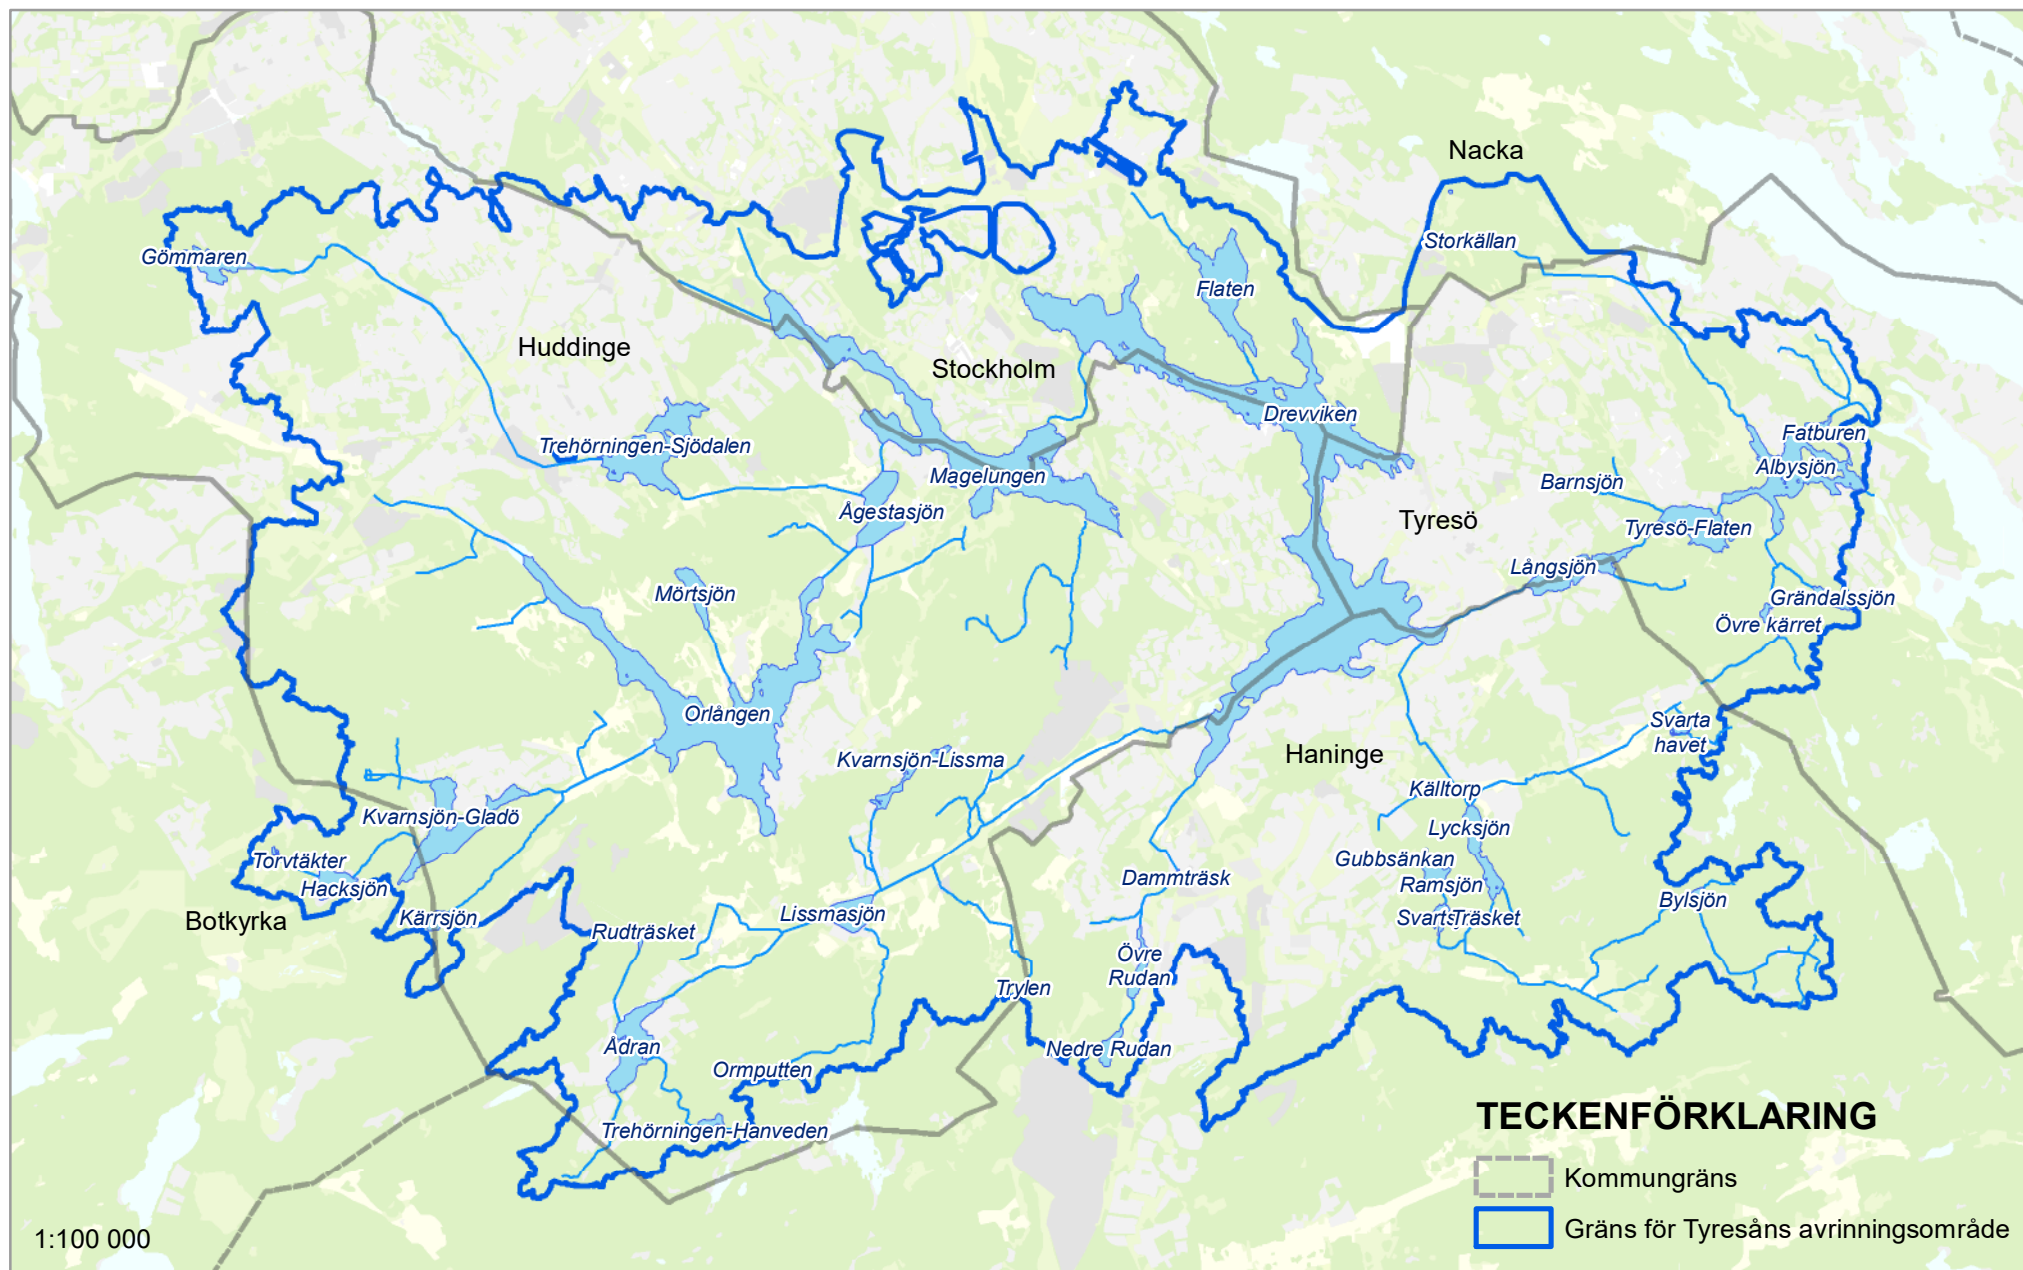 Nacka
Storkällan
Gömmaren
Flaten
Huddinge
Stockholm
Drevviken
Trehörningen-Sjödalen
Fatburen
Albysjön
Magelungen
Barnsjön
Ågestasjön
Tyresö
Tyresö-Flaten
Långsjön
Mörtsjön
Grändalssjön
Övre kärret
Orlången
Svarta
havet
Kvarnsjön-Lissma
Haninge
Källtorp
Kvarnsjön-Gladö
Lycksjön
Torvtäkter
Gubbsänkan
Hacksjön
Dammträsk
Ramsjön
Bylsjön
Botkyrka
Kärrsjön
Lissmasjön
SvartsTräsket
Rudträsket
Övre
Rudan
Trylen
Ådran
Nedre Rudan
Ormputten
Trehörningen-Hanveden
TECKENFÖRKLARING
Kommungräns
Gräns för Tyresåns avrinningsområde
1:100 000